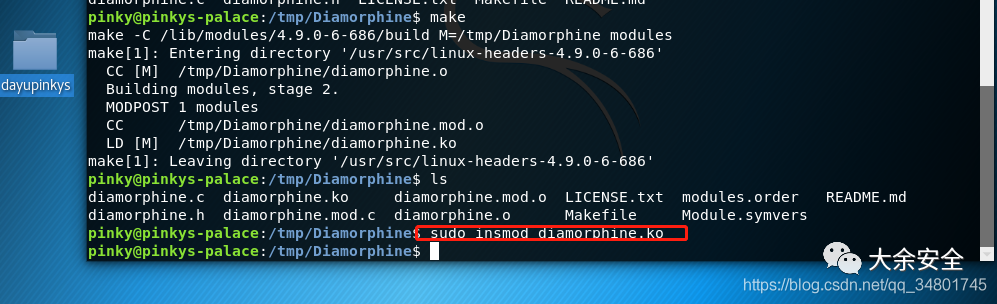 diamorphine.c  diamorphine.h  LICENSE.txt  Makefile  README.md
pinky@pinkys-palace:/tmp/Diamorphine$ make
make -C /lib/modules/4.9.0-6-686/build M=/tmp/Diamorphine modules
make[1]: Entering directory '/usr/src/linux-headers-4.9.0-6-686'
  CC [M]  /tmp/Diamorphine/diamorphine.o
  Building modules, stage 2.
  MODPOST 1 modules
  CC      /tmp/Diamorphine/diamorphine.mod.o
  LD [M]  /tmp/Diamorphine/diamorphine.ko
make[1]: Leaving directory '/usr/src/linux-headers-4.9.0-6-686'
pinky@pinkys-palace:/tmp/Diamorphine$ ls
diamorphine.c  diamorphine.ko     diamorphine.mod.o  LICENSE.txt  modules.order   README.md
diamorphine.h  diamorphine.mod.c  diamorphine.o      Makefile     Module.symvers
pinky@pinkys-palace:/tmp/Diamorphine$ sudo insmod diamorphine.ko
pinky@pinkys-palace:/tmp/Diamorphine$
dayupinkys
大余安全
https://blog.csdn.net/qq_34801745